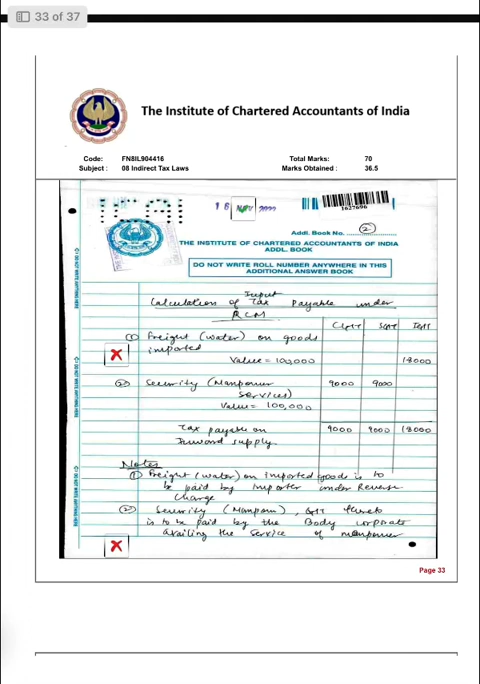 33 of 37
The Institute of Chartered Accountants of India
Code: FN8IL904416 Total Marks: 70
Subject : 08 Indirect Tax Laws Marks Obtained : 36.5
16 NOV 2022
1627696
Addl. Book No. 2
THE INSTITUTE OF CHARTERED ACCOUNTANTS OF INDIA
ADDL. BOOK
DO NOT WRITE ROLL NUMBER ANYWHERE IN THIS
ADDITIONAL ANSWER BOOK
Input
Calculation of Tax Payable under
RCM
CGST SGST IGST
① Freight (water) on goods
imported
Value = 100,000 18000
② Security (Manpower 9000 9000
services)
Value = 100,000
Tax payable on 9000 9000 18000
Inward supply.
Notes
① Freight (water) on imported goods is to
be paid by importer under Reverse
Charge
② Security (Manpower), GST thereto
is to be paid by the Body corporate
availing the service of manpower
Page 33